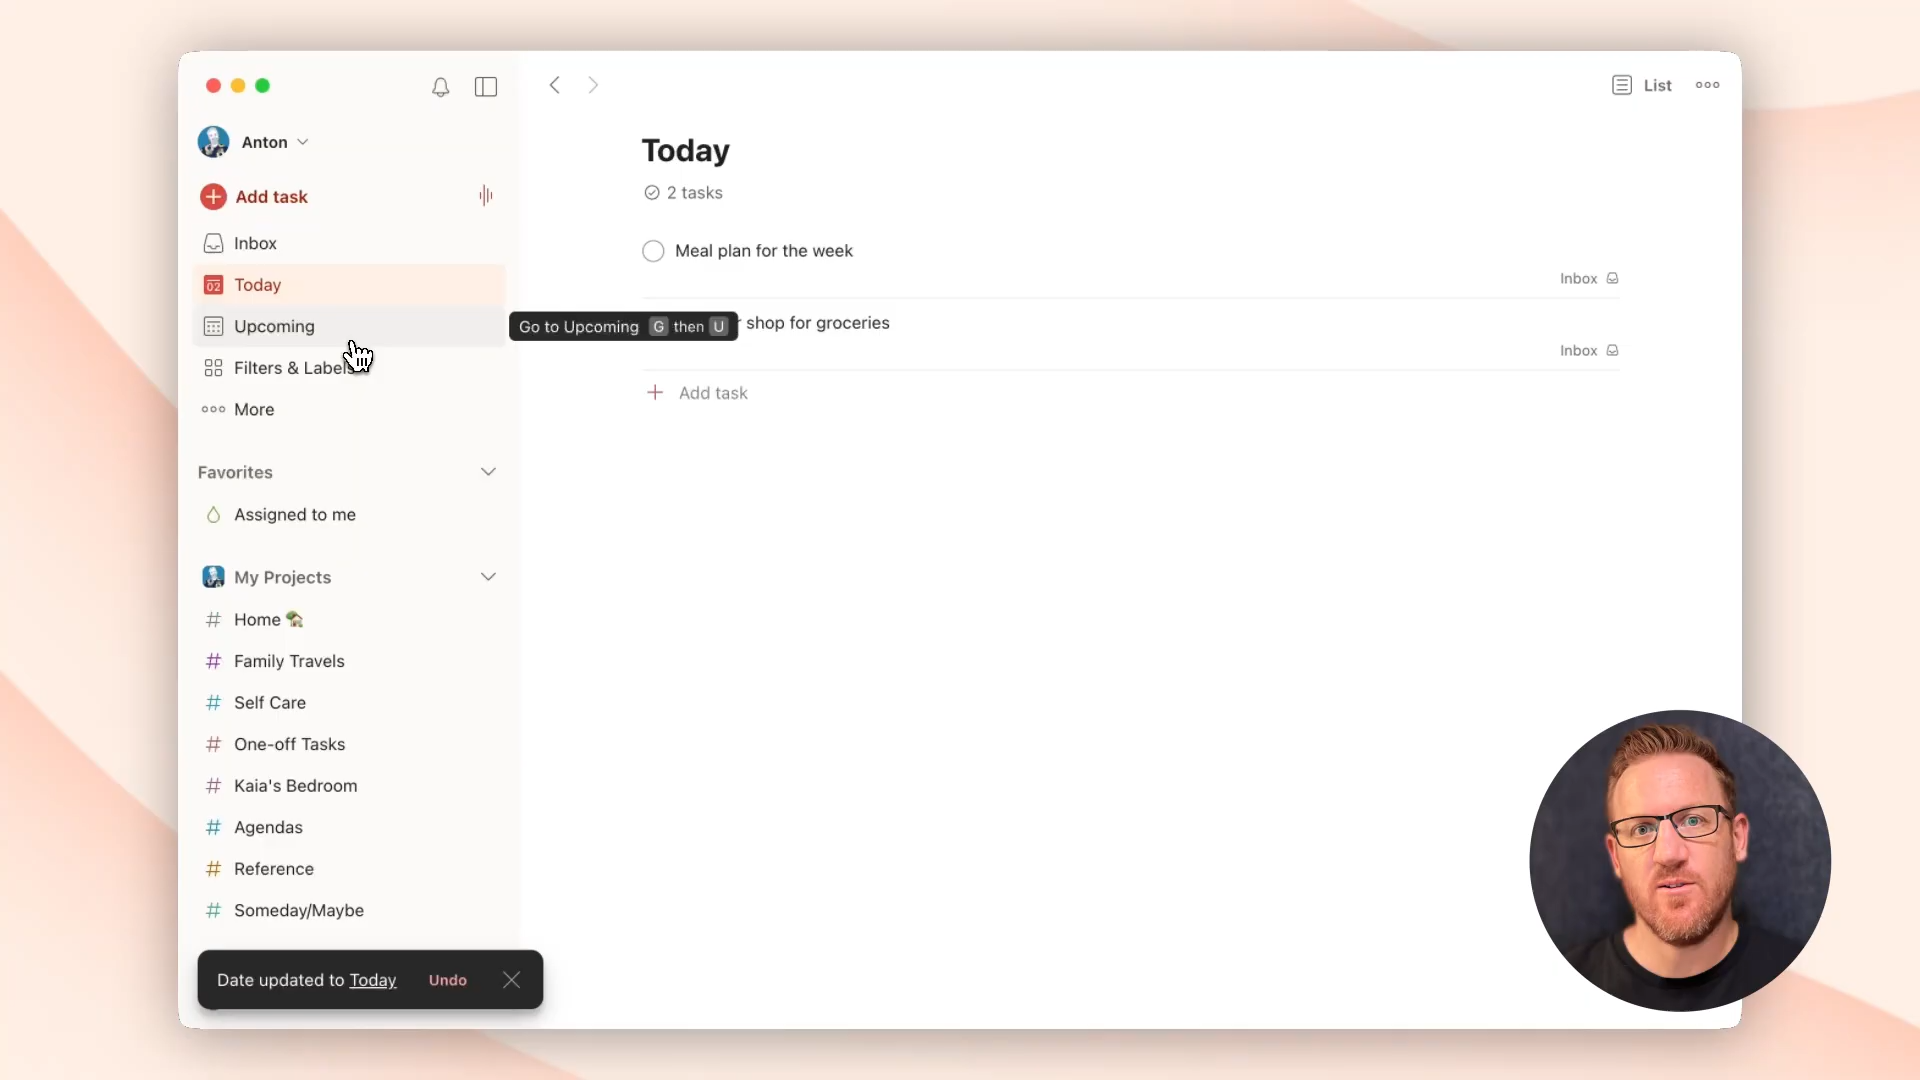 Anton
Add task
Inbox
02
Today
Upcoming
Filters & Labels
More
Favorites
Assigned to me
My Projects
# Home
# Family Travels
# Self Care
# One-off Tasks
# Kaia's Bedroom
# Agendas
# Reference
# Someday/Maybe
Date updated to Today Undo
List
Today
2 tasks
Meal plan for the week
Inbox
Go to Upcoming G then U
shop for groceries
Inbox
Add task